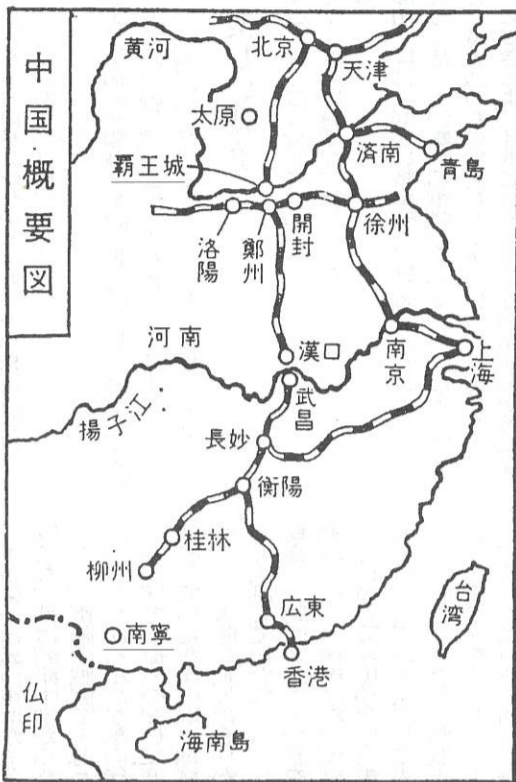 中国概要図
黄河
北京
天津
太原
済南
青島
覇王城
洛陽
鄭州
開封
徐州
河南
漢口
南京
上海
武昌
揚子江
長妙
衡陽
桂林
柳州
広東
台湾
南寧
香港
仏印
海南島